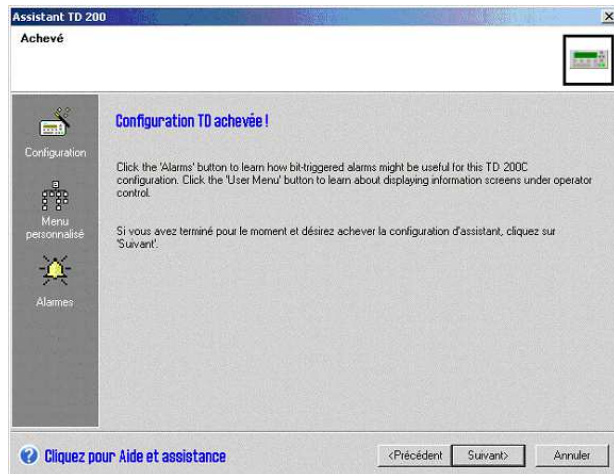 Assistant TD 200
Achevé
Configuration
Menu
personnalisé
Alarmes
Configuration TD achevée !
Click the 'Alarms' button to learn how bit-triggered alarms might be useful for this TD 200C
configuration. Click the 'User Menu' button to learn about displaying information screens under operator
control.
Si vous avez terminé pour le moment et désirez achever la configuration d'assistant, cliquez sur
'Suivant'.
Cliquez pour Aide et assistance
<Précédent
Suivant>
Annuler